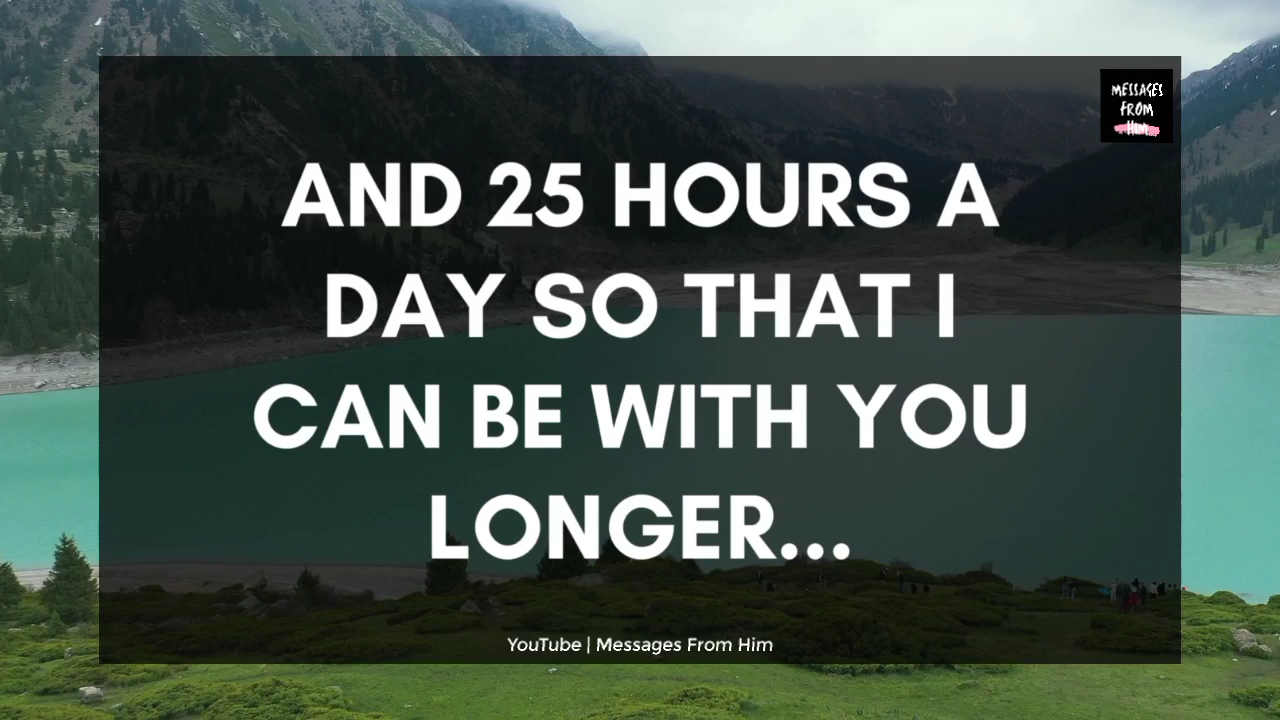 MESSAGES
FROM
Him
AND 25 HOURS A
DAY SO THAT I
CAN BE WITH YOU
LONGER...
YouTube | Messages From Him